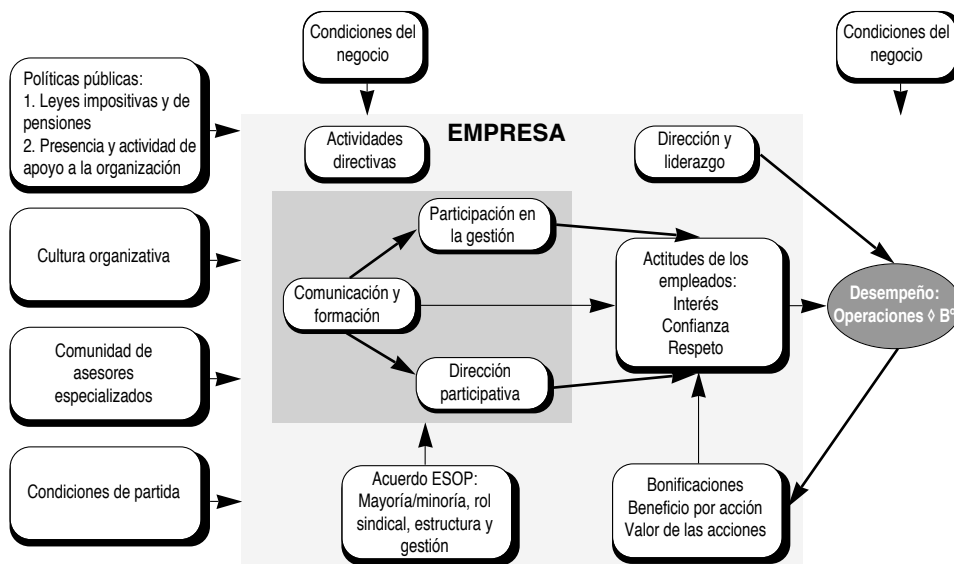 Condiciones del
negocio
Condiciones del
negocio
Políticas públicas:
1. Leyes impositivas y de
pensiones
2. Presencia y actividad de
apoyo a la organización
EMPRESA
Actividades
directivas
Dirección y
liderazgo
Participación en
la gestión
Cultura organizativa
Actitudes de los
empleados:
Interés
Confianza
Respeto
Comunicación y
formación
Desempeño:
Operaciones ◊ Bº
Comunidad de
asesores
especializados
Dirección
participativa
Condiciones de partida
Acuerdo ESOP:
Mayoría/minoría, rol
sindical, estructura y
gestión
Bonificaciones
Beneficio por acción
Valor de las acciones